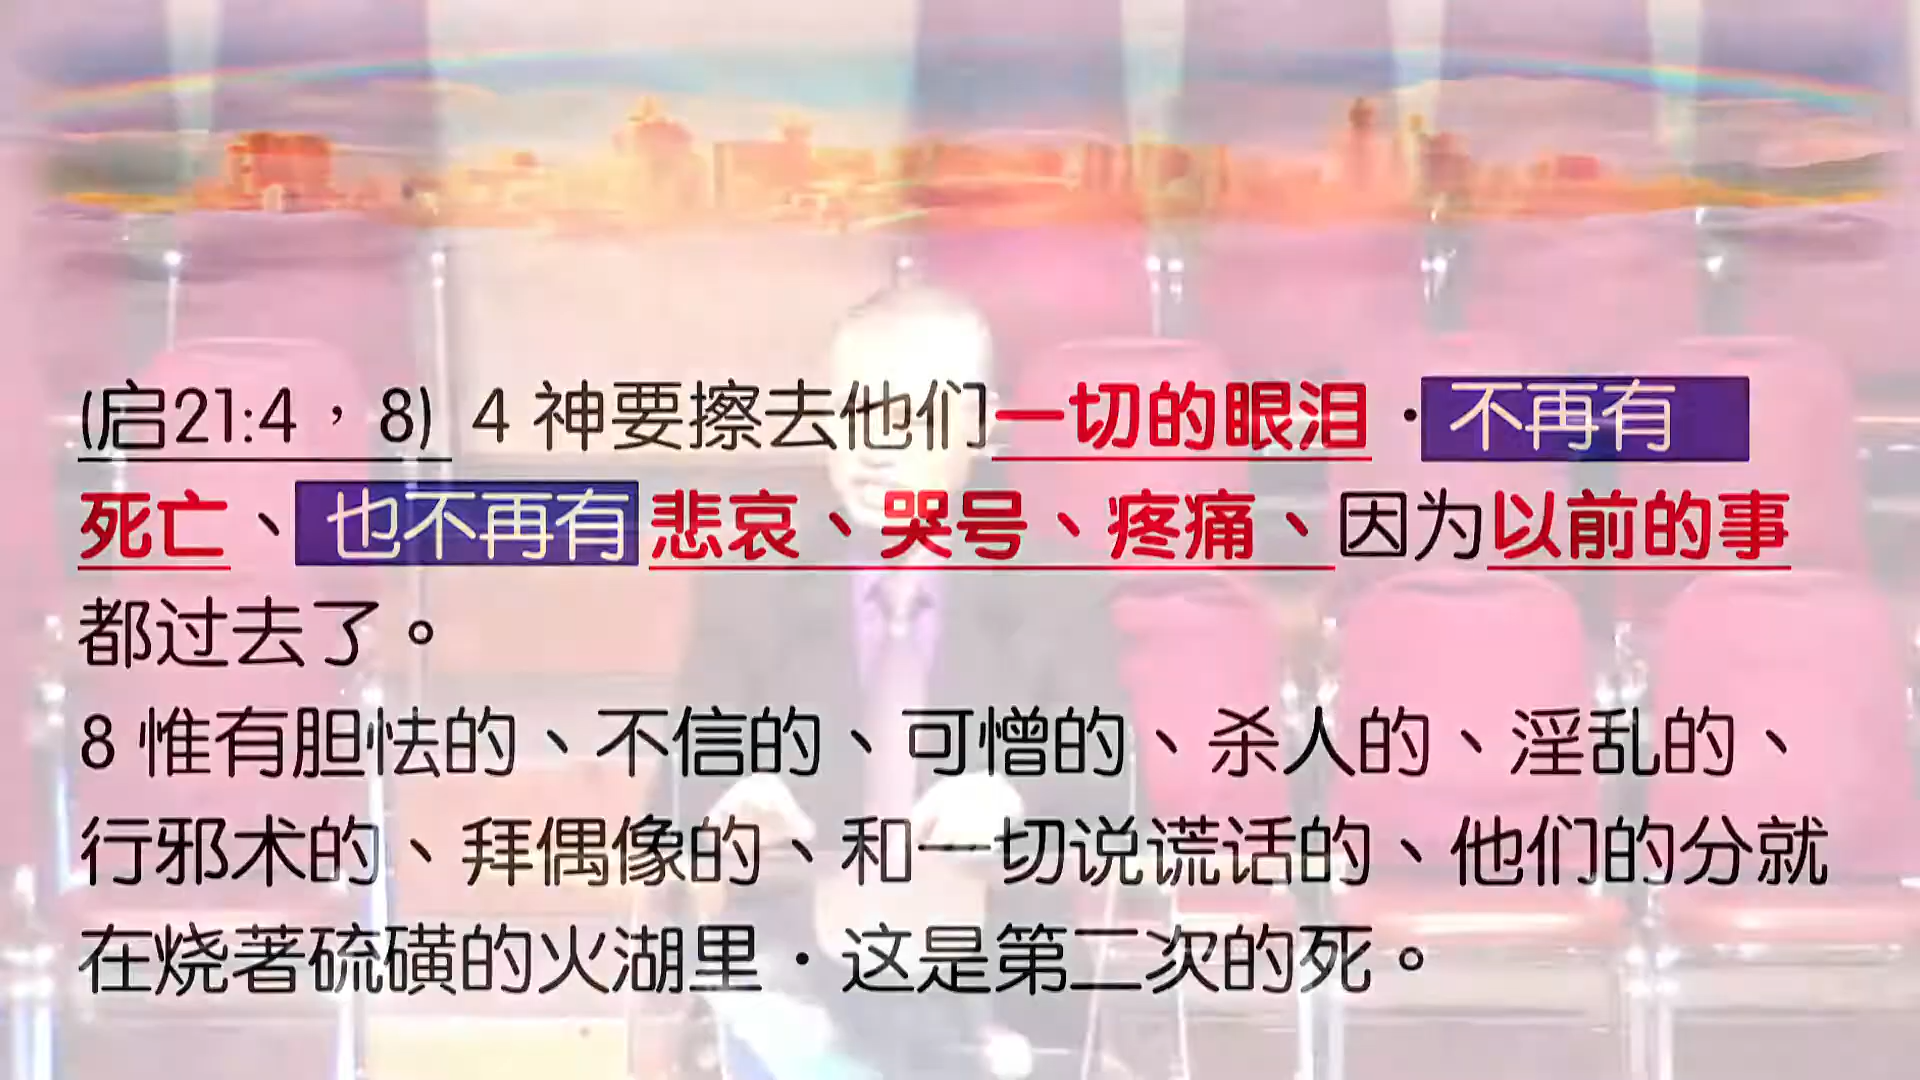 (启21:4，8) 4 神要擦去他们一切的眼泪．不再有
死亡、也不再有悲哀、哭号、疼痛、因为以前的事
都过去了。
8 惟有胆怯的、不信的、可憎的、杀人的、淫乱的、
行邪术的、拜偶像的、和一切说谎话的、他们的分就
在烧著硫磺的火湖里．这是第二次的死。